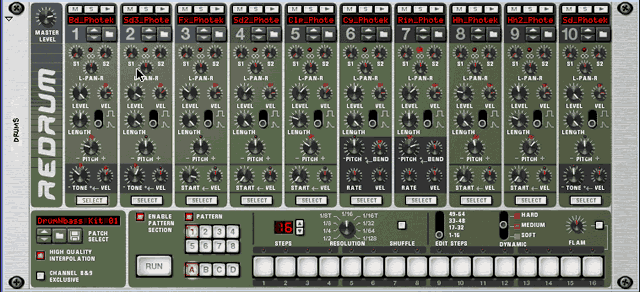 M S M S M S M S M S M S M S M S M S M S
Bd_Photek Sd3_Phote Fx_Photek Sd2_Phote Clp_Photek Cy_Photek Rim_Photek Hh_Photek Hh2_Photek Sd_Photek
MASTER LEVEL
1 2 3 4 5 6 7 8 9 10
S1 S2 S1 S2 S1 S2 S1 S2 S1 S2 S1 S2 S1 S2 S1 S2 S1 S2 S1 S2
L-PAN-R L-PAN-R L-PAN-R L-PAN-R L-PAN-R L-PAN-R L-PAN-R L-PAN-R L-PAN-R L-PAN-R
LEVEL VEL LEVEL VEL LEVEL VEL LEVEL VEL LEVEL VEL LEVEL VEL LEVEL VEL LEVEL VEL LEVEL VEL LEVEL VEL
LENGTH LENGTH LENGTH LENGTH LENGTH LENGTH LENGTH LENGTH LENGTH LENGTH
- PITCH + - PITCH + - PITCH + - PITCH + - PITCH + - PITCH + BEND - PITCH + BEND - PITCH + - PITCH + - PITCH +
- TONE + VEL - TONE + VEL START VEL START VEL START VEL RATE VEL RATE VEL START VEL START VEL - TONE + VEL
SELECT SELECT SELECT SELECT SELECT SELECT SELECT SELECT SELECT SELECT
DRUMS
REDRUM
DrumNbass Kit 01
PATCH SELECT
HIGH QUALITY INTERPOLATION
CHANNEL 8&9 EXCLUSIVE
ENABLE PATTERN SECTION
PATTERN
1 2 3 4
5 6 7 8
A B C D
RUN
16
STEPS
1/16
1/8T 1/16T
1/8 1/32
1/4 1/64
1/2 1/128
RESOLUTION
SHUFFLE
49-64
33-48
17-32
1-16
EDIT STEPS
HARD
MEDIUM
SOFT
DYNAMIC
FLAM
1 2 3 4 5 6 7 8 9 10 11 12 13 14 15 16